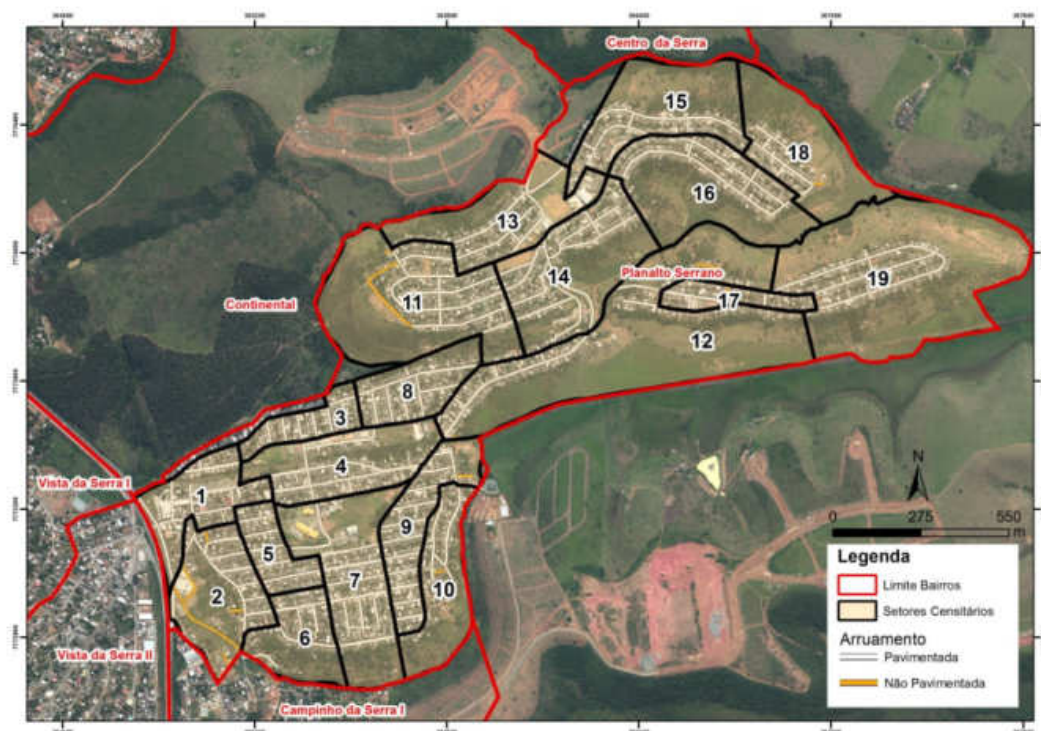 Centro da Serra
15
18
16
13
14
Planalto Serrano
19
11
17
Continental
12
8
3
4
Vista da Serra I
1
9
5
N
0 275 550
m
7
10
2
6
Vista da Serra II
Campinho da Serra I
Legenda
Limite Bairros
Setores Censitários
Arruamento
Pavimentada
Não Pavimentada